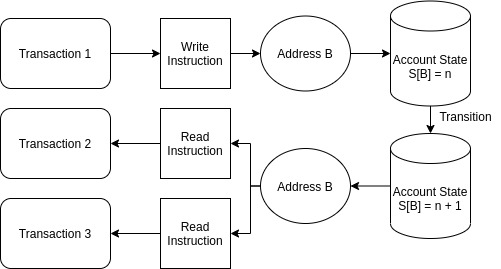 Transaction 1
Write
Instruction
Address B
Account State
S[B] = n
Transition
Transaction 2
Read
Instruction
Address B
Account State
S[B] = n + 1
Transaction 3
Read
Instruction